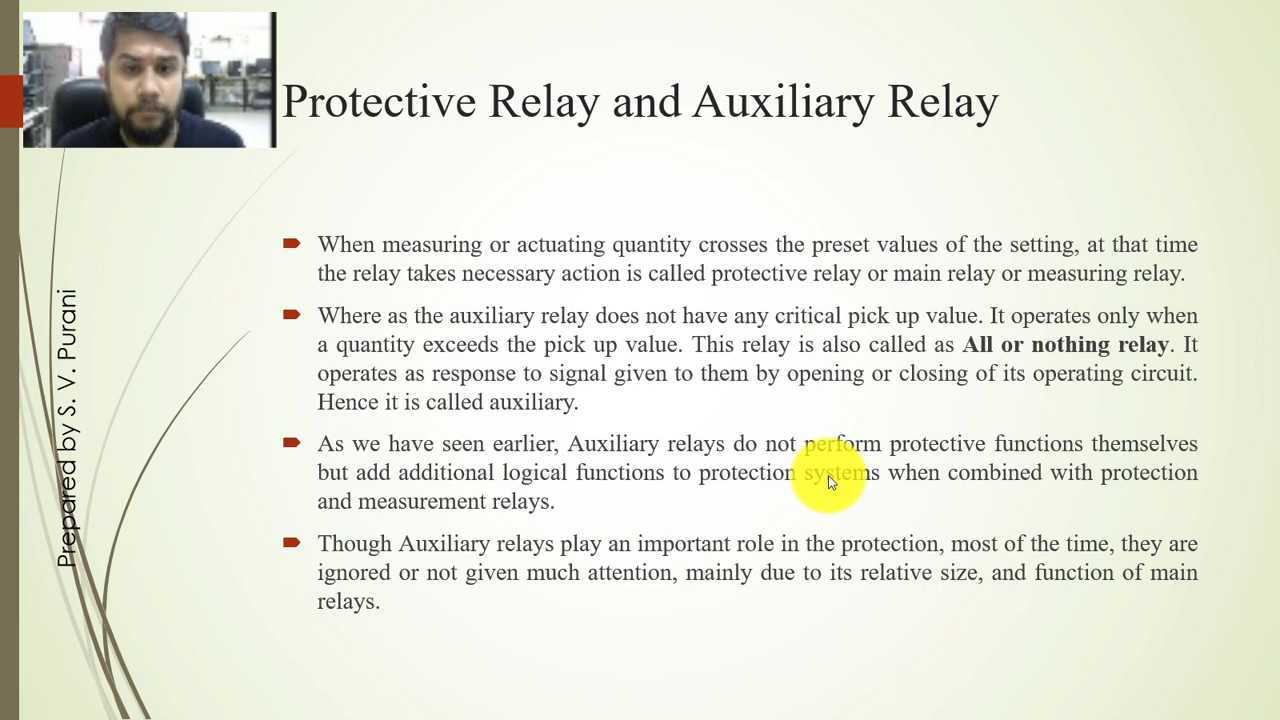 Protective Relay and Auxiliary Relay
When measuring or actuating quantity crosses the preset values of the setting, at that time
the relay takes necessary action is called protective relay or main relay or measuring relay.
Where as the auxiliary relay does not have any critical pick up value. It operates only when
a quantity exceeds the pick up value. This relay is also called as All or nothing relay. It
operates as response to signal given to them by opening or closing of its operating circuit.
Hence it is called auxiliary.
As we have seen earlier, Auxiliary relays do not perform protective functions themselves
but add additional logical functions to protection systems when combined with protection
and measurement relays.
Though Auxiliary relays play an important role in the protection, most of the time, they are
ignored or not given much attention, mainly due to its relative size, and function of main
relays.
Prepared by S. V. Purani